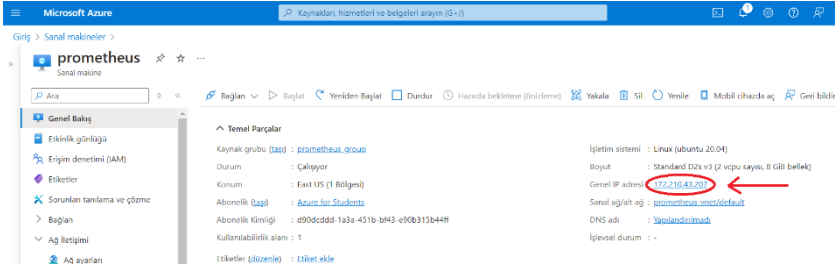 Microsoft Azure
Kaynakları, hizmetleri ve belgeleri arayın (G+/)
Giriş > Sanal makineler >
prometheus
Sanal makine
Ara
Bağlan
Başlat
Yeniden Başlat
Durdur
Hazırda bekletme (önizleme)
Yakala
Sil
Yenile
Mobil cihazda aç
Geri bildir
Genel Bakış
Etkinlik günlüğü
Erişim denetimi (IAM)
Etiketler
Sorunları tanılama ve çözme
Bağlan
Ağ İletişimi
Ağ ayarları
Temel Parçalar
Kaynak grubu (taşı) : prometheus_group
Durum : Çalışıyor
Konum : East US (1 Bölgesi)
Abonelik (taşı) : Azure for Students
Abonelik Kimliği : d90dcddd-1a3a-451b-bf43-e90b315b44ff
Kullanılabilirlik alanı : 1
Etiketler (düzenle) : Etiket ekle
İşletim sistemi : Linux (ubuntu 20.04)
Boyut : Standard D2s v3 (2 vcpu sayısı, 8 GiB bellek)
Genel IP adresi : 172.210.43.207
Sanal ağ/alt ağ : prometheus-vnet/default
DNS adı : Yapılandırılmadı
İşlevsel durum : -